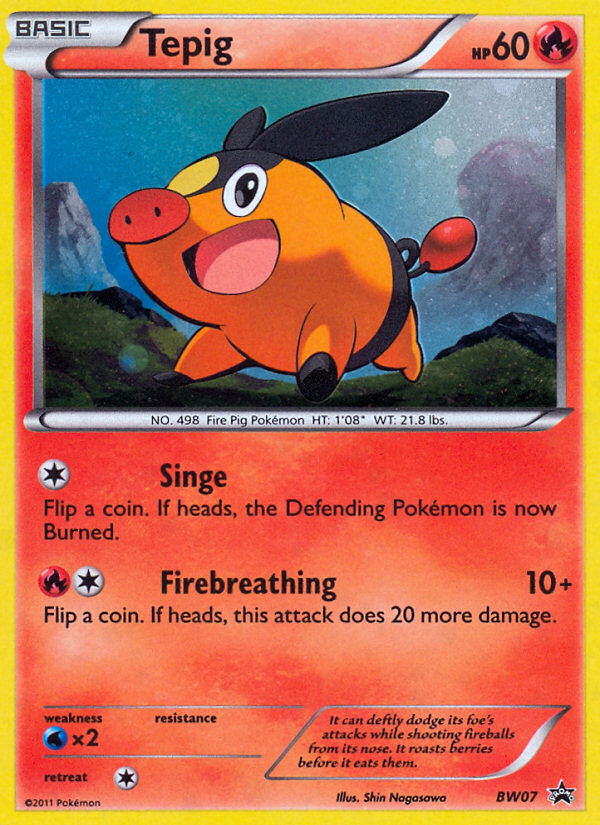 BASIC
Tepig
HP60
NO. 498 Fire Pig Pokémon HT: 1'08" WT: 21.8 lbs.
Singe
Flip a coin. If heads, the Defending Pokémon is now
Burned.
Firebreathing 10+
Flip a coin. If heads, this attack does 20 more damage.
weakness resistance
×2
It can deftly dodge its foe's
attacks while shooting fireballs
from its nose. It roasts berries
before it eats them.
retreat
©2011 Pokémon
Illus. Shin Nagasawa
BW07
PROMO